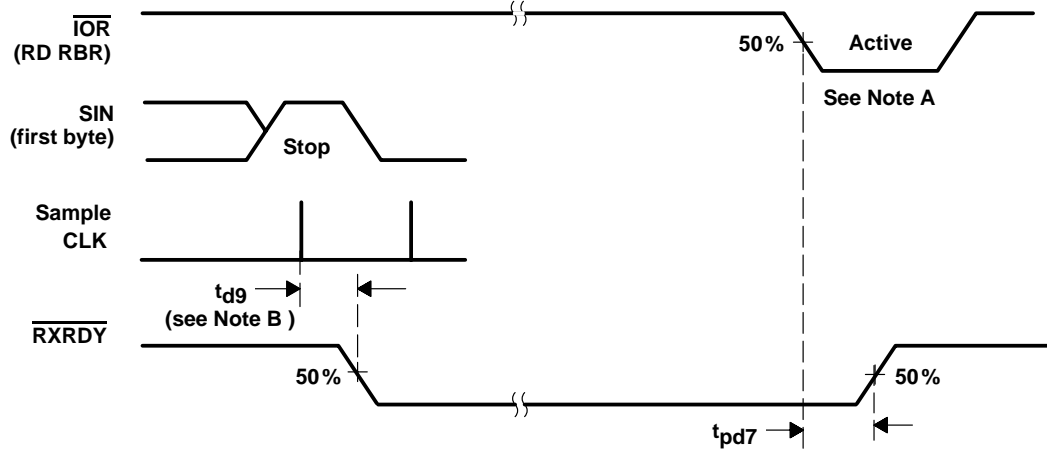 IOR
(RD RBR)
50%
Active
See Note A
SIN
(first byte)
Stop
Sample
CLK
td9
(see Note B )
RXRDY
50%
50%
tpd7